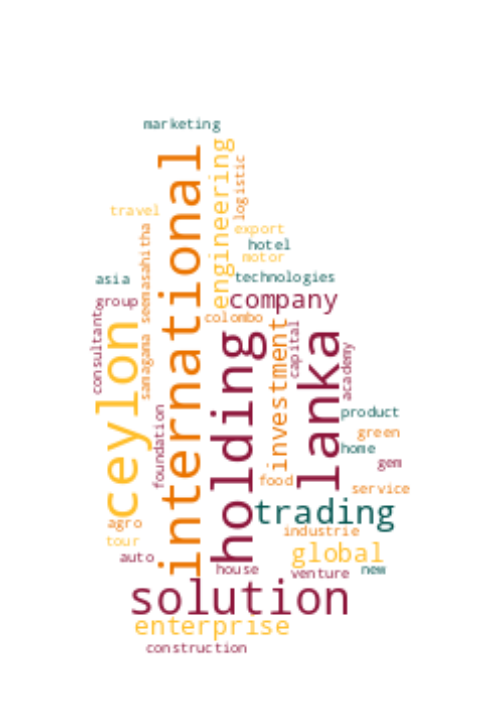 marketing
international
engineering
logistic
travel
export
hotel
motor
seemasahitha
asia
technologies
group
company
colombo
consultant
ceylon
holding
investment
capital
lanka
academy
samagama
foundation
product
green
home
gem
food
service
trading
agro
industrie
tour
global
auto
house
venture
new
solution
enterprise
construction